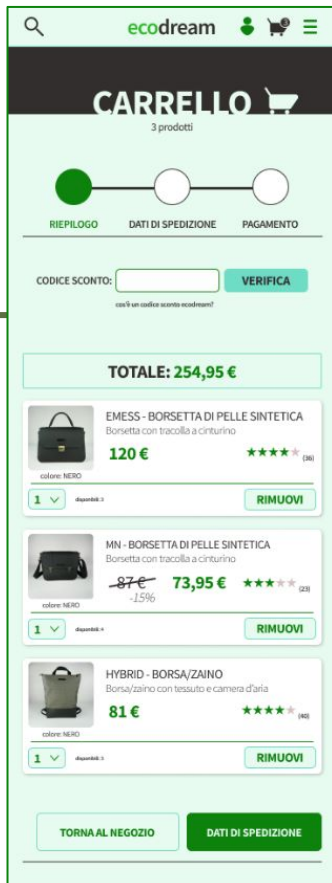 ecodream 3
CARRELLO
3 prodotti
RIEPILOGO DATI DI SPEDIZIONE PAGAMENTO
CODICE SCONTO: VERIFICA
cos'è un codice sconto ecodream?
TOTALE: 254,95 €
EMESS - BORSETTA DI PELLE SINTETICA
Borsetta con tracolla a cinturino
120 € ★★★★★ (36)
colore: NERO
1 disponibili: 3 RIMUOVI
MN - BORSETTA DI PELLE SINTETICA
Borsetta con tracolla a cinturino
87 € 73,95 € ★★★★★ (23)
-15%
colore: NERO
1 disponibili: 4 RIMUOVI
HYBRID - BORSA/ZAINO
Borsa/zaino con tessuto e camera d'aria
81 € ★★★★★ (40)
colore: NERO
1 disponibili: 3 RIMUOVI
TORNA AL NEGOZIO DATI DI SPEDIZIONE